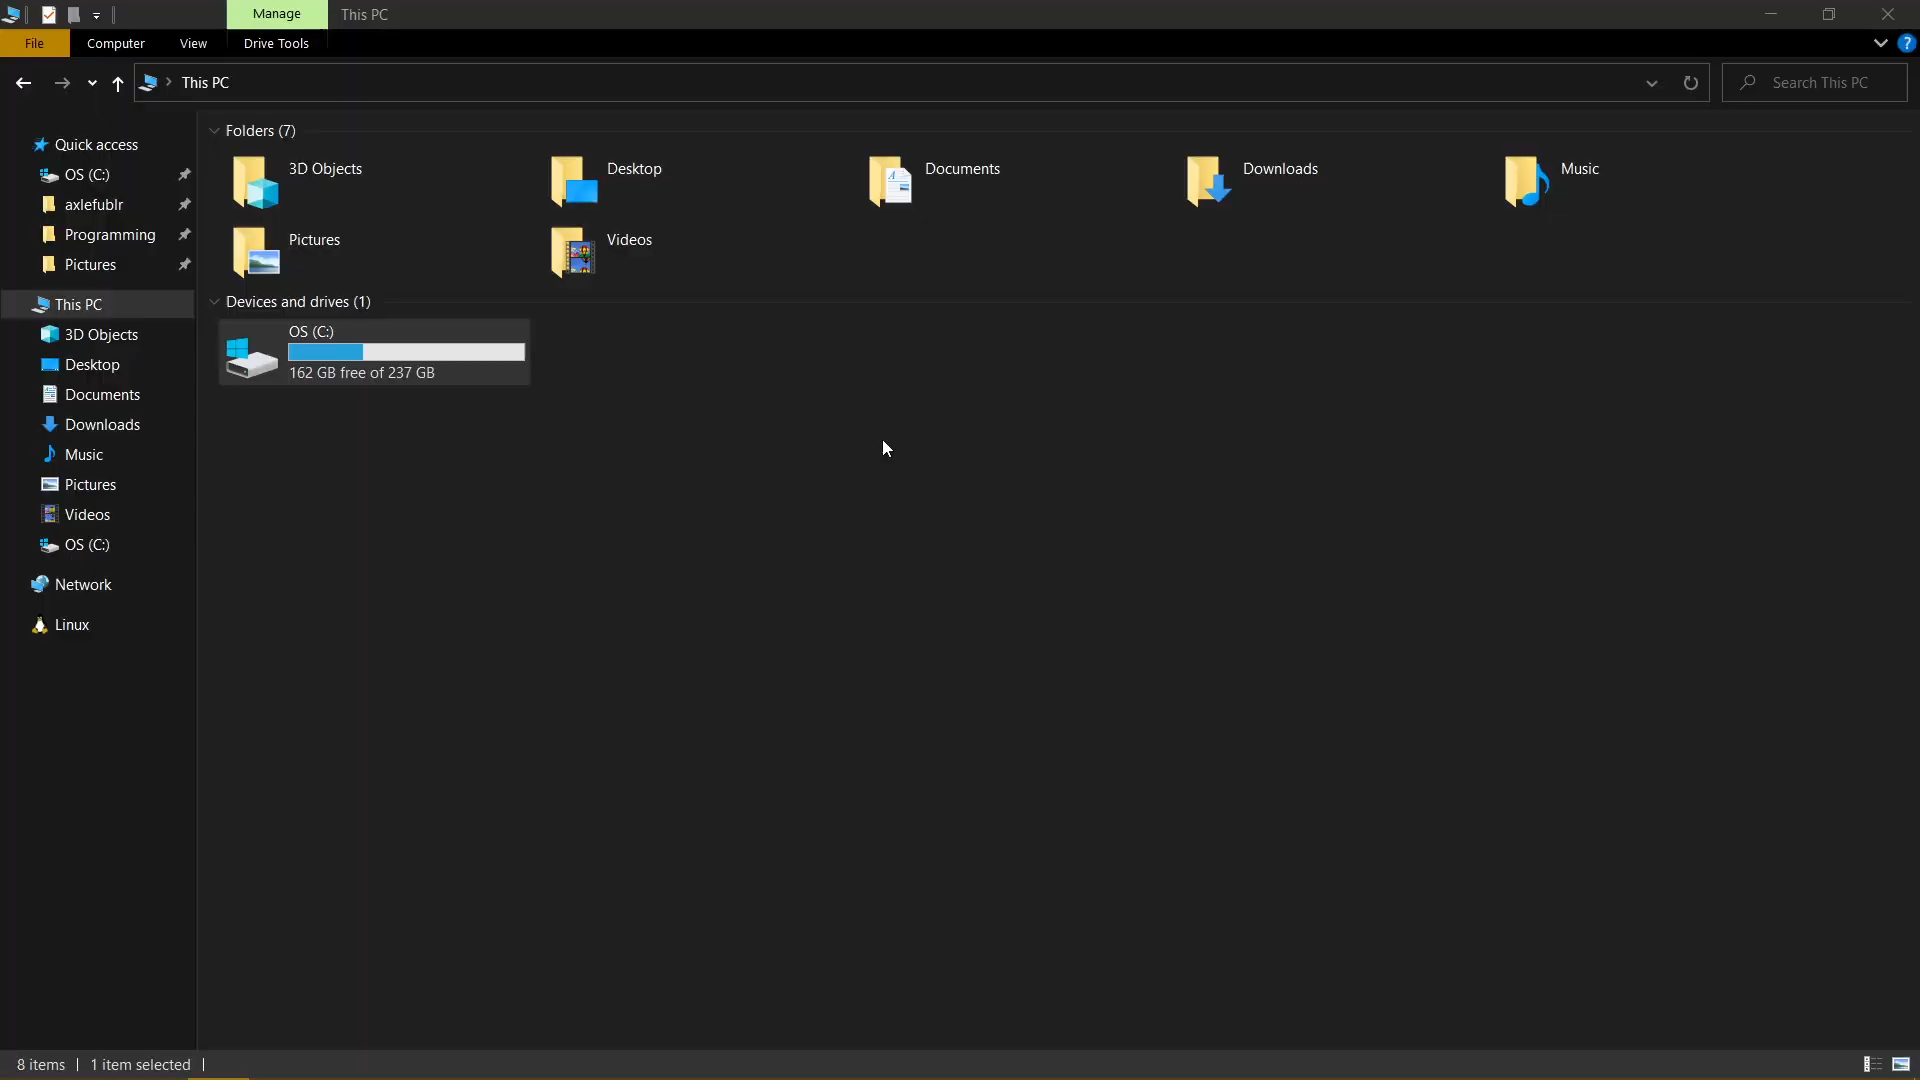 Manage This PC
File Computer View Drive Tools ?
This PC Search This PC
Quick access
OS (C:)
axlefublr
Programming
Pictures
This PC
3D Objects
Desktop
Documents
Downloads
Music
Pictures
Videos
OS (C:)
Network
Linux
Folders (7)
3D Objects Desktop Documents Downloads Music
Pictures Videos
Devices and drives (1)
OS (C:)
162 GB free of 237 GB
8 items 1 item selected